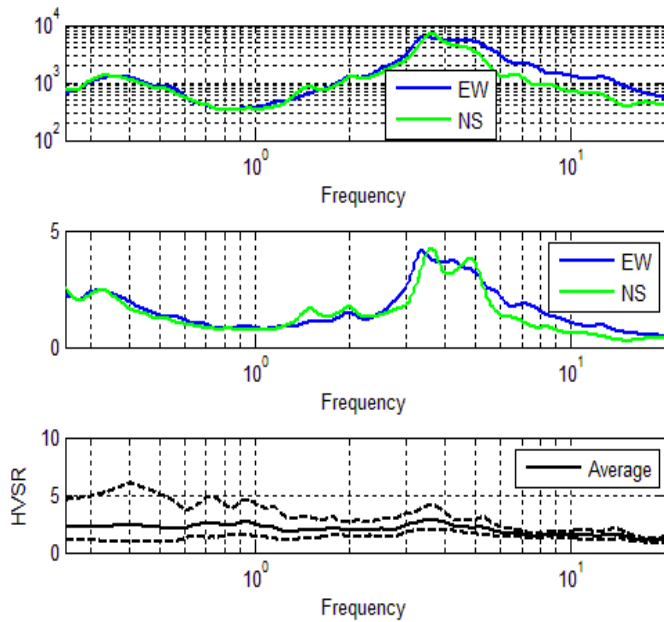 10^4
10^3
10^2
EW
NS
10^0
10^1
Frequency
5
0
EW
NS
10^0
10^1
Frequency
HVSR
10
5
0
Average
10^0
10^1
Frequency